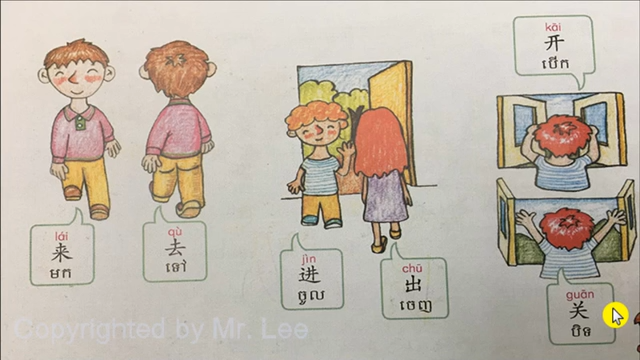 lái
来
មក
qù
去
ទៅ
jìn
进
ចូល
chū
出
ចេញ
kāi
开
បើក
guān
关
បិទ
Copyrighted by Mr. Lee